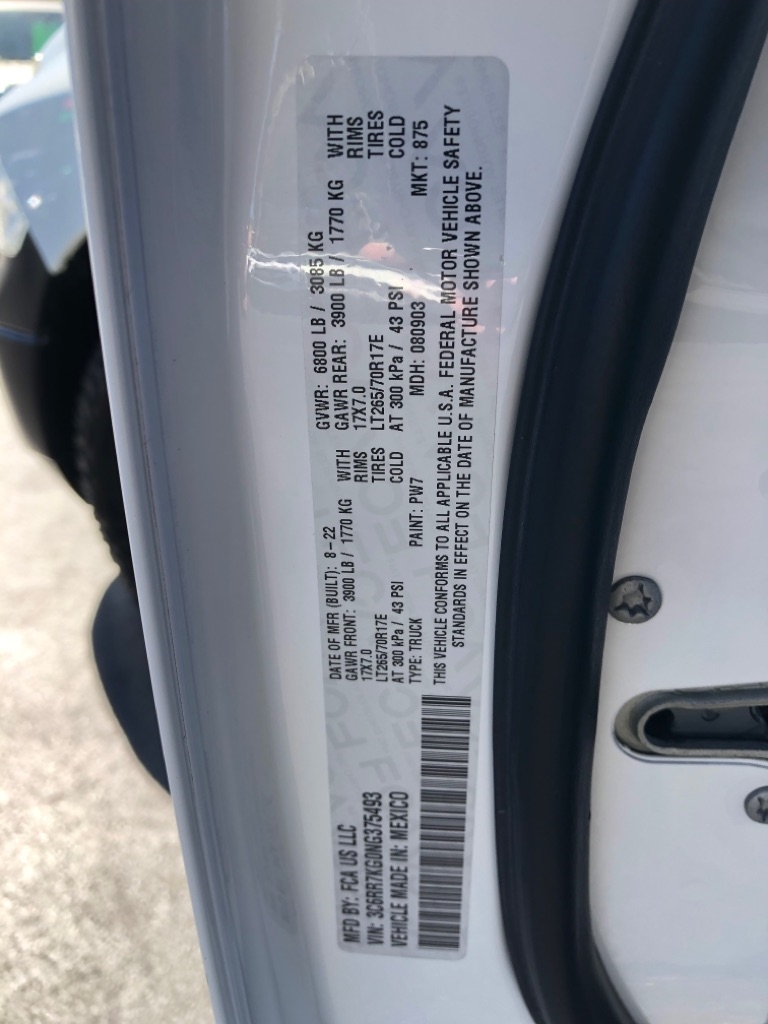 MFD BY: FCA US LLC
VIN: 3C6RR7KG0NG375493
VEHICLE MADE IN: MEXICO
DATE OF MFR (BUILT): 8-22 GVWR: 6800 LB / 3085 KG
GAWR FRONT: 3900 LB / 1770 KG WITH GAWR REAR: 3900 LB / 1770 KG WITH
17X7.0 RIMS 17X7.0 RIMS
LT265/70R17E TIRES LT265/70R17E TIRES
AT 300 kPa / 43 PSI COLD AT 300 kPa / 43 PSI COLD
TYPE: TRUCK PAINT: PW7 MDH: 080903 MKT: 875
THIS VEHICLE CONFORMS TO ALL APPLICABLE U.S.A. FEDERAL MOTOR VEHICLE SAFETY
STANDARDS IN EFFECT ON THE DATE OF MANUFACTURE SHOWN ABOVE.